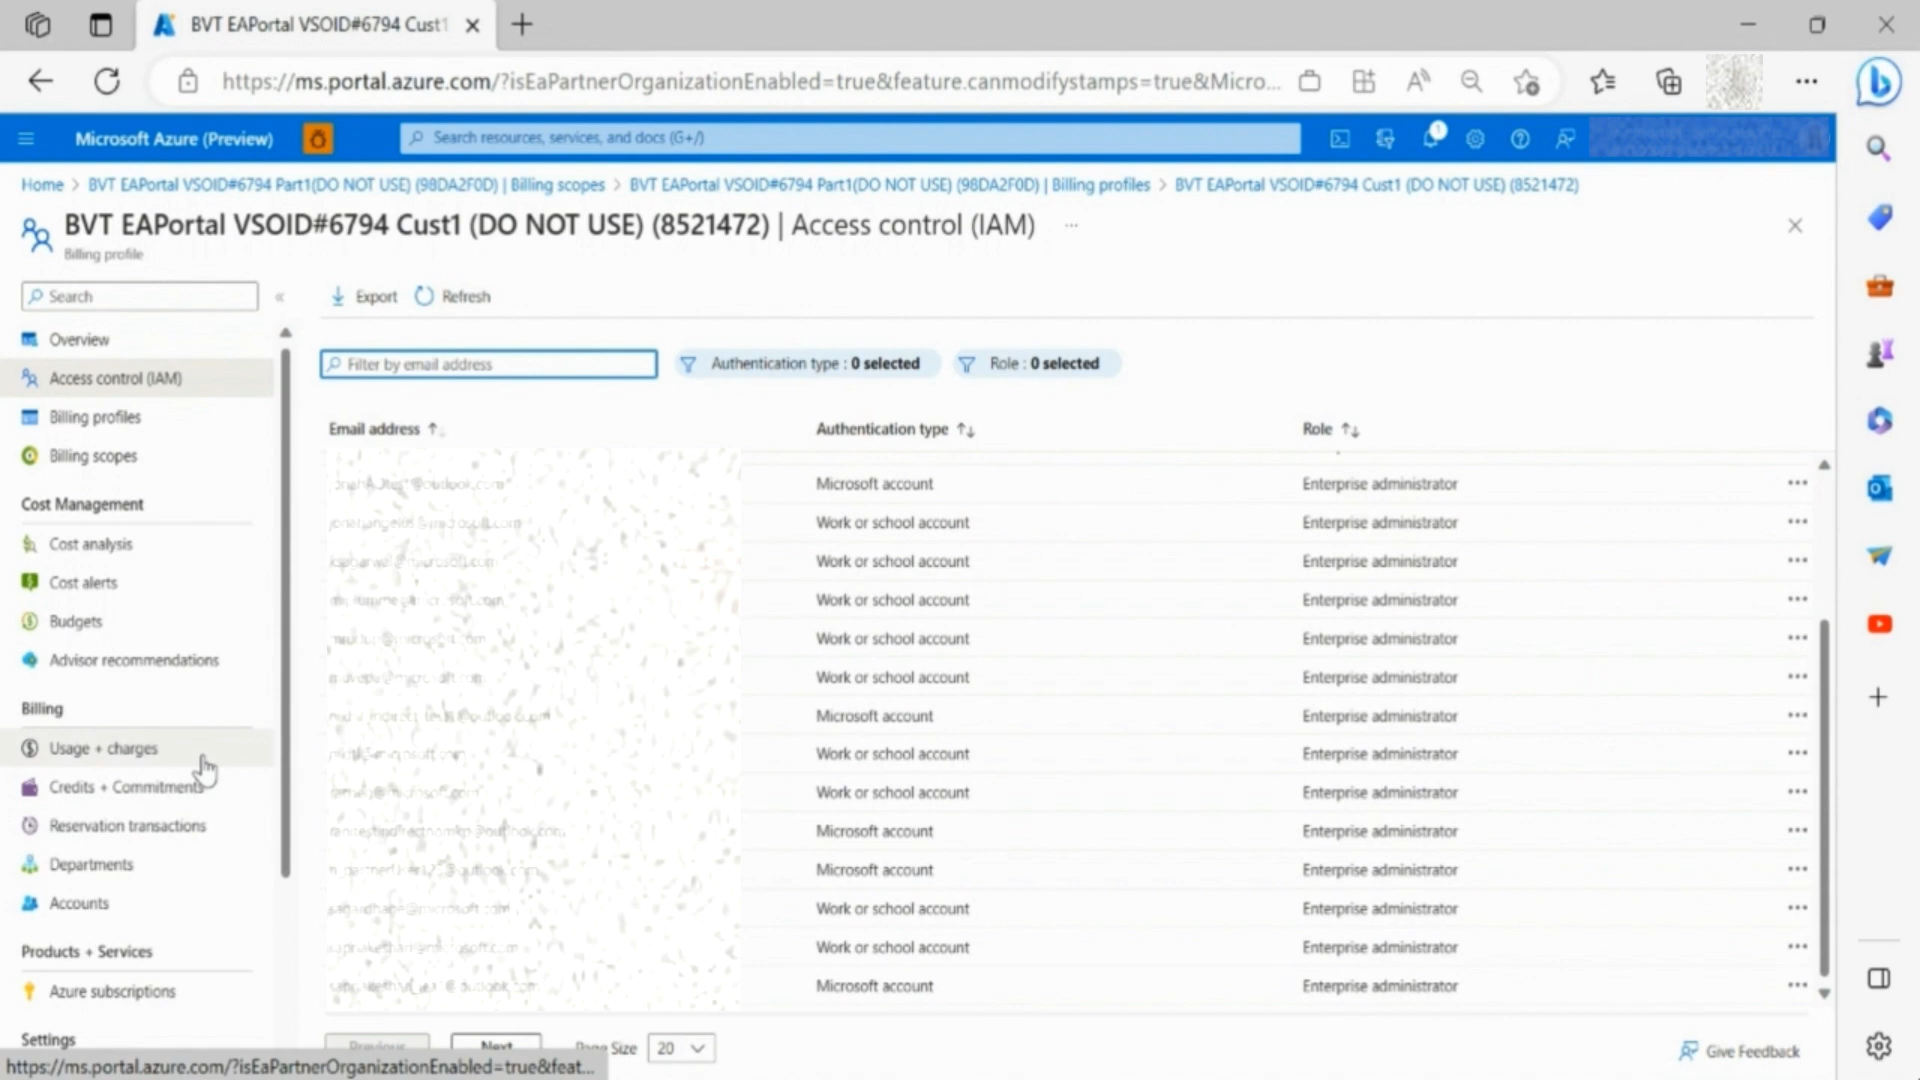 BVT EAPortal VSOID#6794 Cust1
https://ms.portal.azure.com/?isEaPartnerOrganizationEnabled=true&feature.canmodifystamps=true&Micro...
Microsoft Azure (Preview)
Search resources, services, and docs (G+/)
1
Home > BVT EAPortal VSOID#6794 Part1(DO NOT USE) (98DA2F0D) | Billing scopes > BVT EAPortal VSOID#6794 Part1(DO NOT USE) (98DA2F0D) | Billing profiles > BVT EAPortal VSOID#6794 Cust1 (DO NOT USE) (8521472)
BVT EAPortal VSOID#6794 Cust1 (DO NOT USE) (8521472) | Access control (IAM) ...
Billing profile
Search
Export Refresh
Overview
Access control (IAM)
Billing profiles
Billing scopes
Cost Management
Cost analysis
Cost alerts
Budgets
Advisor recommendations
Billing
Usage + charges
Credits + Commitments
Reservation transactions
Departments
Accounts
Products + Services
Azure subscriptions
Settings
Filter by email address
Authentication type : 0 selected
Role : 0 selected
Email address Authentication type Role
Microsoft account Enterprise administrator
Work or school account Enterprise administrator
Work or school account Enterprise administrator
Work or school account Enterprise administrator
Work or school account Enterprise administrator
Work or school account Enterprise administrator
Microsoft account Enterprise administrator
Work or school account Enterprise administrator
Work or school account Enterprise administrator
Microsoft account Enterprise administrator
Microsoft account Enterprise administrator
Work or school account Enterprise administrator
Work or school account Enterprise administrator
Microsoft account Enterprise administrator
Previous Next Page Size 20
Give Feedback
https://ms.portal.azure.com/?isEaPartnerOrganizationEnabled=true&feat...